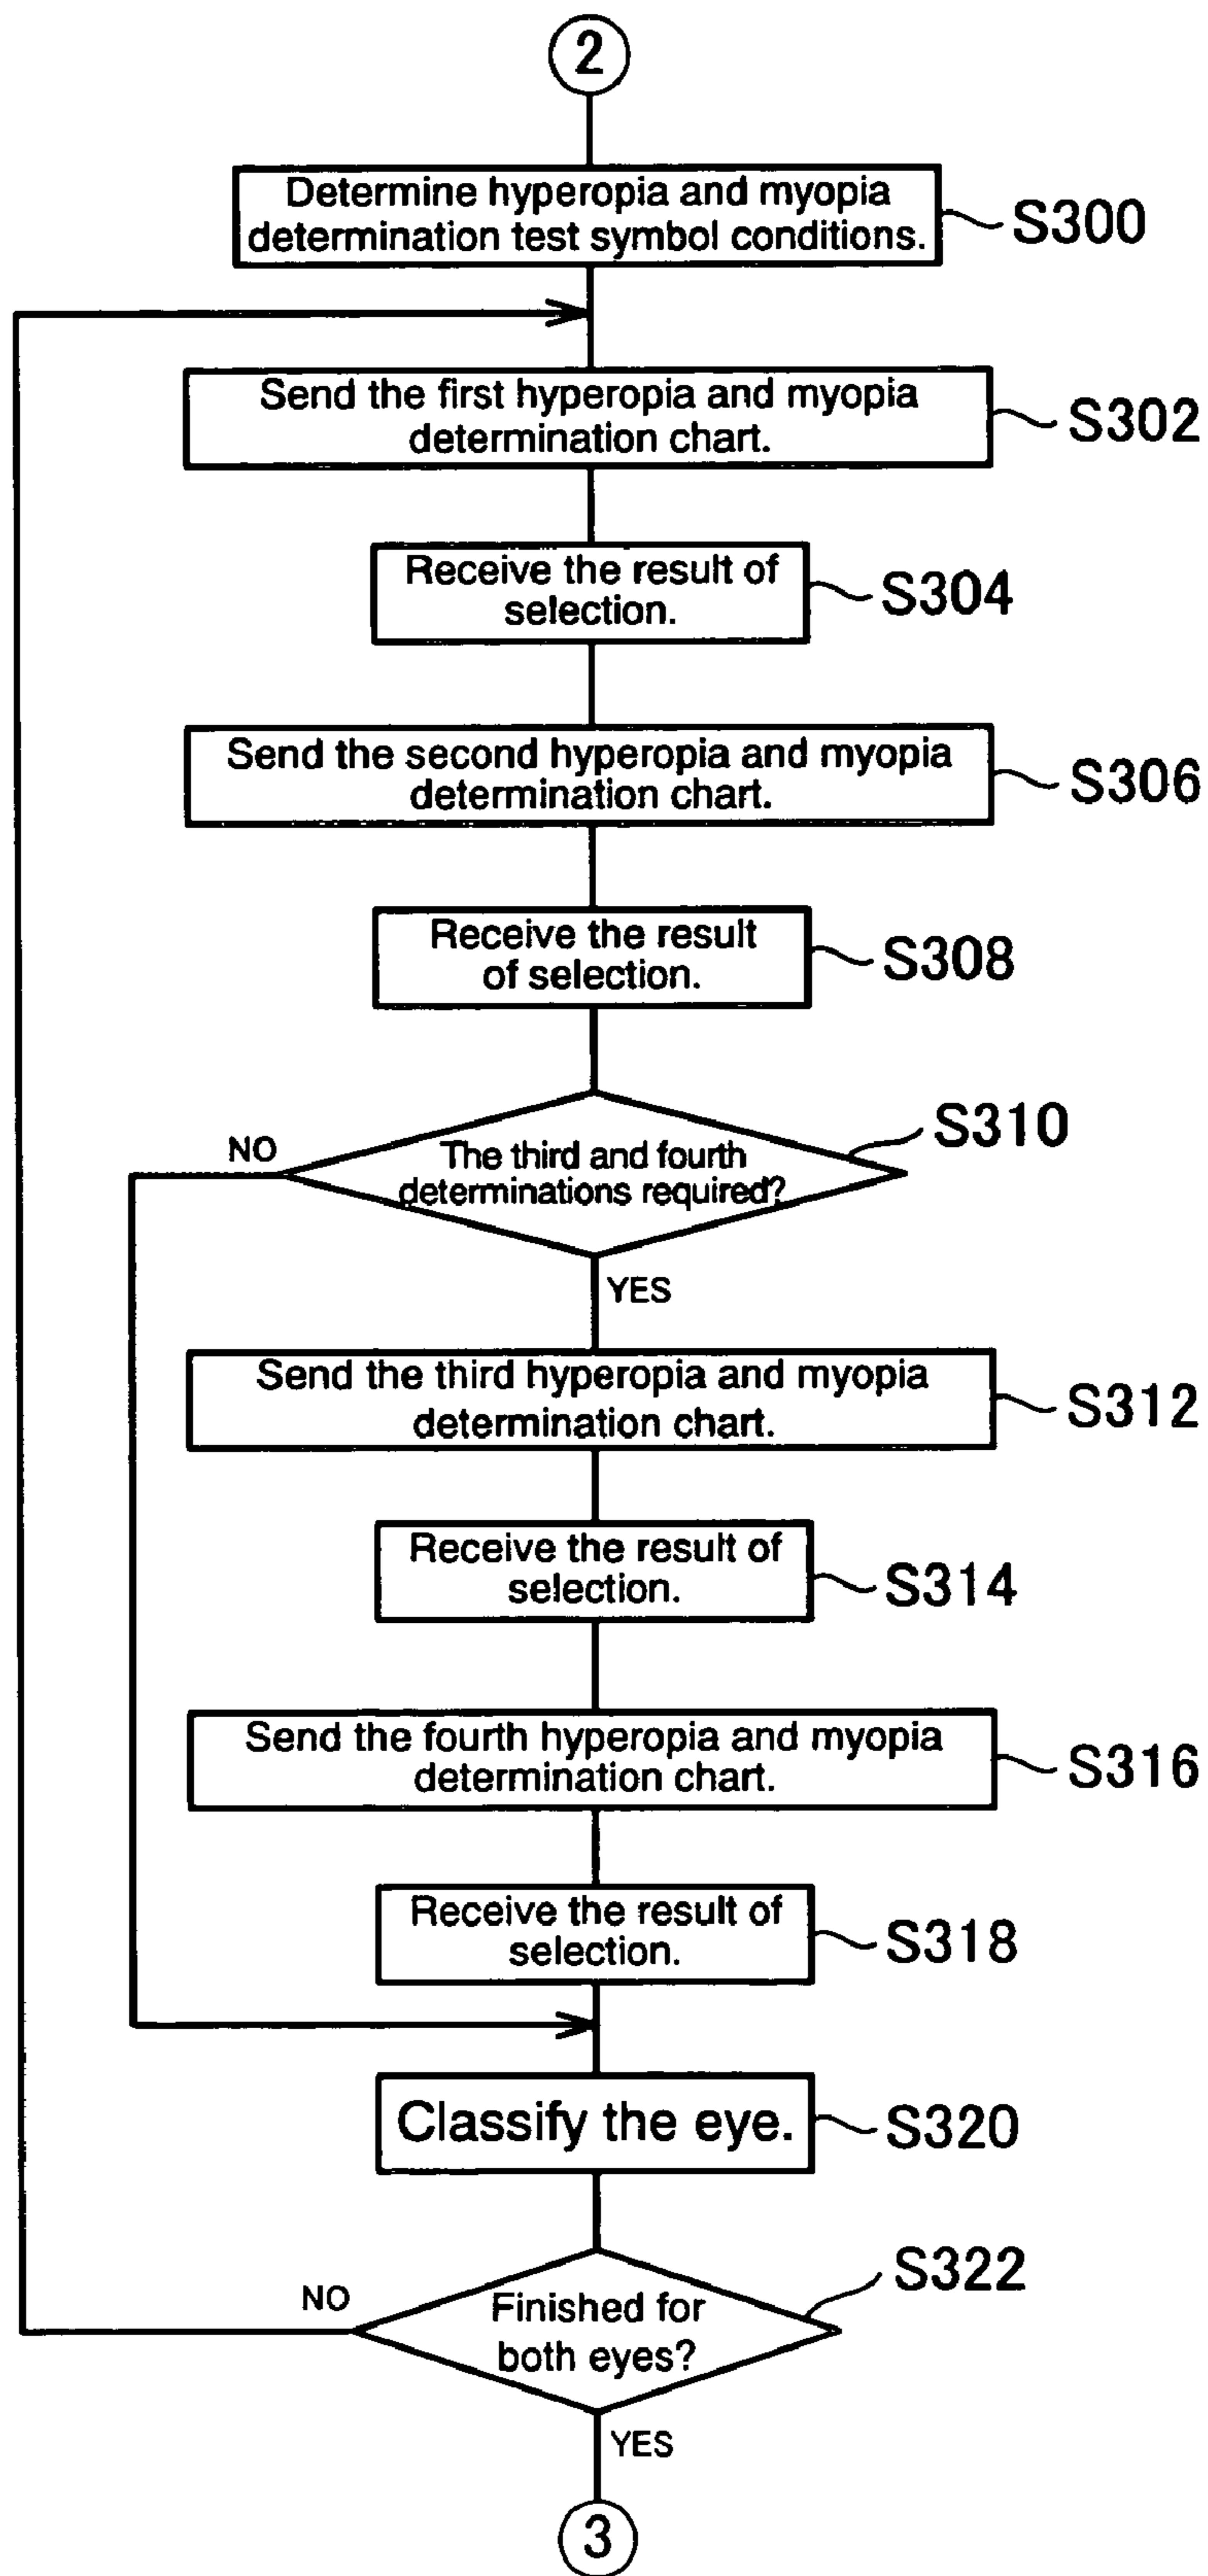 2
Determine hyperopia and myopia
determination test symbol conditions.
S300
Send the first hyperopia and myopia
determination chart.
S302
Receive the result of
selection.
S304
Send the second hyperopia and myopia
determination chart.
S306
Receive the result
of selection.
S308
S310
NO
The third and fourth
determinations required?
YES
Send the third hyperopia and myopia
determination chart.
S312
Receive the result of
selection.
S314
Send the fourth hyperopia and myopia
determination chart.
S316
Receive the result of
selection.
S318
Classify the eye.
S320
S322
NO
Finished for
both eyes?
YES
3